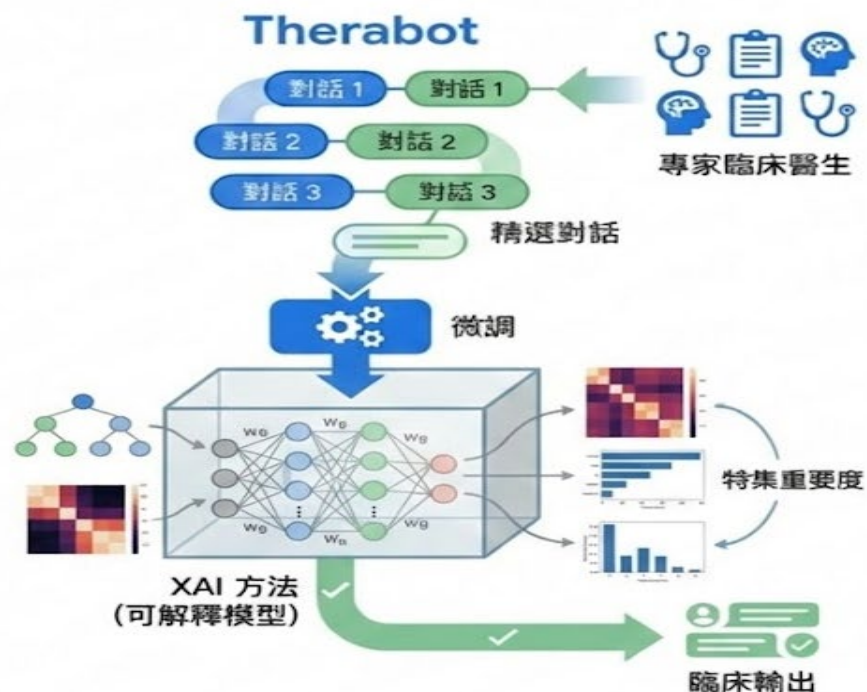 Therabot
對話 1
對話 1
對話 2
對話 2
對話 3
對話 3
專家臨床醫生
精選對話
微調
特集重要度
XAI 方法
(可解釋模型)
臨床輸出